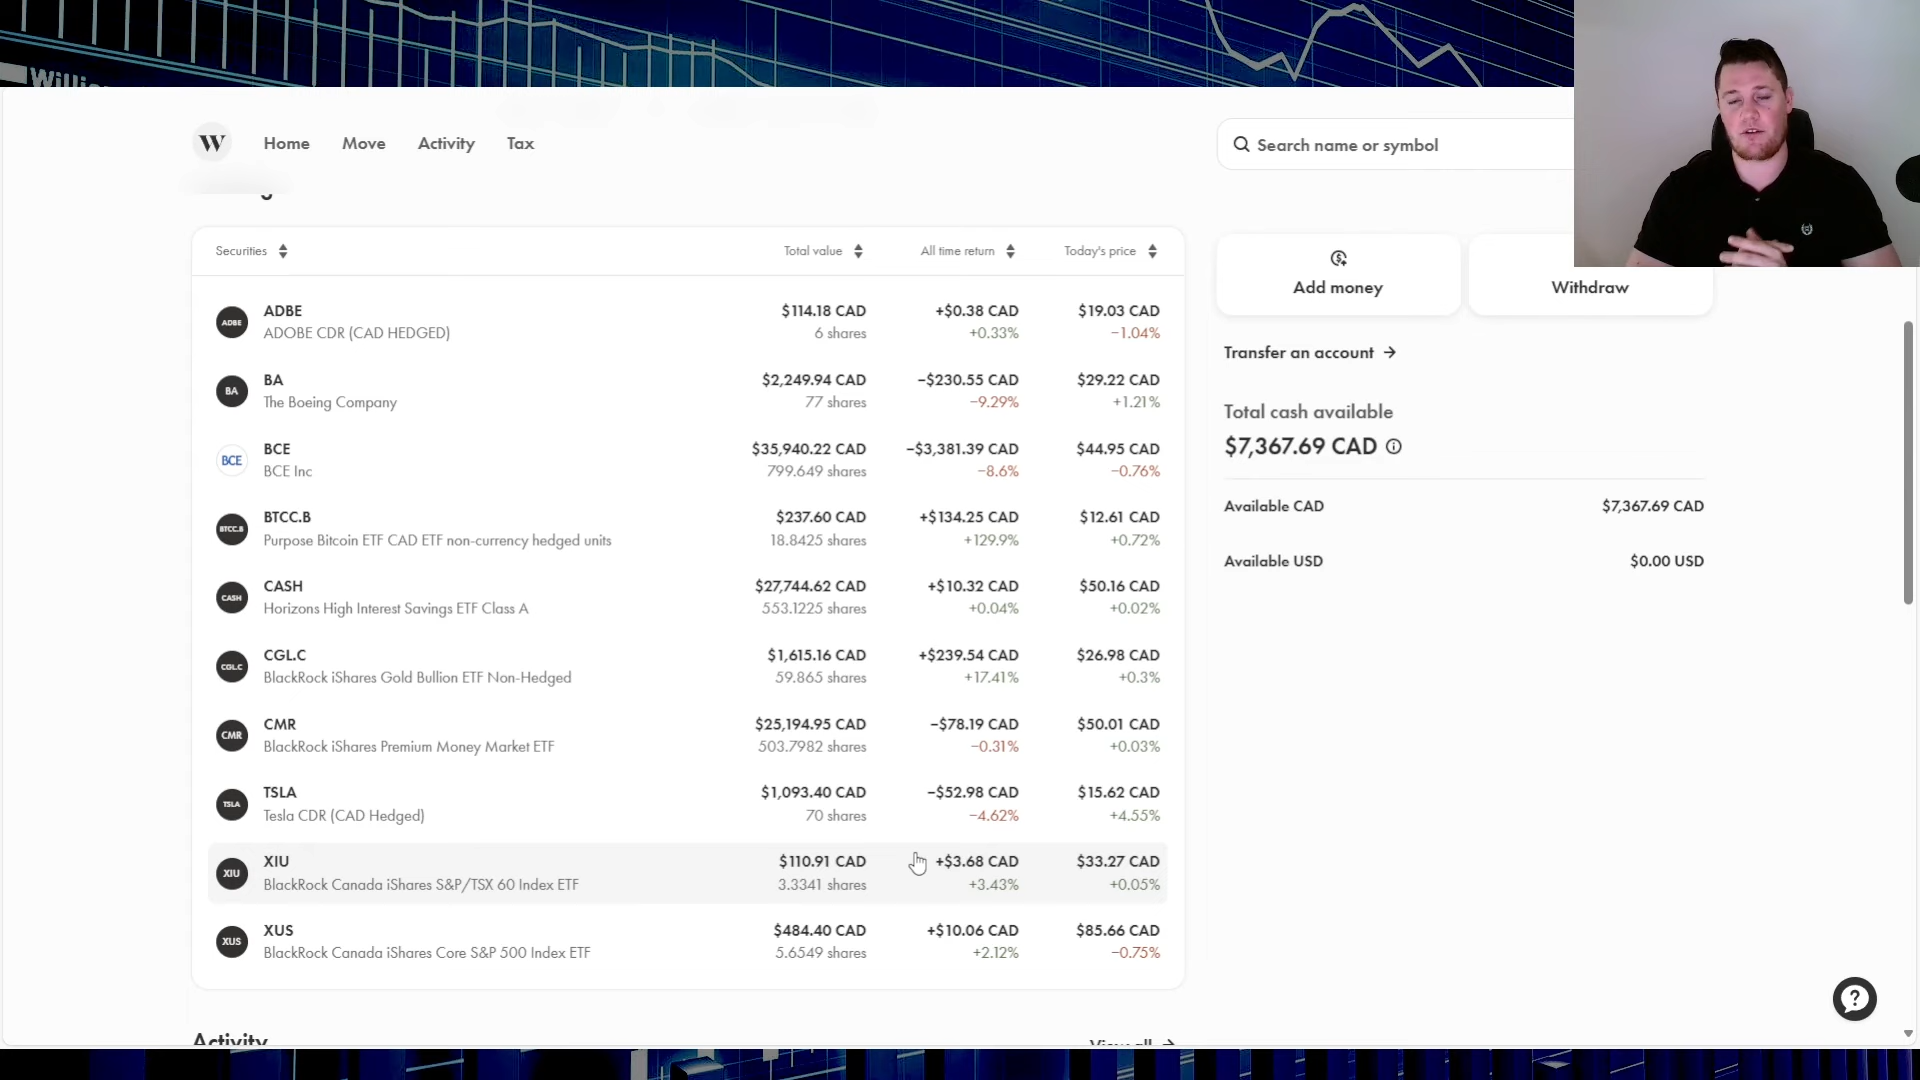 W
Home
Move
Activity
Tax
Search name or symbol
Securities
Total value
All time return
Today's price
ADBE
ADBE
$114.18 CAD
+$0.38 CAD
$19.03 CAD
ADOBE CDR (CAD HEDGED)
6 shares
+0.33%
−1.04%
BA
BA
$2,249.94 CAD
−$230.55 CAD
$29.22 CAD
The Boeing Company
77 shares
−9.29%
+1.21%
BCE
BCE
$35,940.22 CAD
−$3,381.39 CAD
$44.95 CAD
BCE Inc
799.649 shares
−8.6%
−0.76%
BTCC.B
BTCC.B
$237.60 CAD
+$134.25 CAD
$12.61 CAD
Purpose Bitcoin ETF CAD ETF non-currency hedged units
18.8425 shares
+129.9%
+0.72%
CASH
CASH
$27,744.62 CAD
+$10.32 CAD
$50.16 CAD
Horizons High Interest Savings ETF Class A
553.1225 shares
+0.04%
+0.02%
CGL.C
CGL.C
$1,615.16 CAD
+$239.54 CAD
$26.98 CAD
BlackRock iShares Gold Bullion ETF Non-Hedged
59.865 shares
+17.41%
+0.3%
CMR
CMR
$25,194.95 CAD
−$78.19 CAD
$50.01 CAD
BlackRock iShares Premium Money Market ETF
503.7982 shares
−0.31%
+0.03%
TSLA
TSLA
$1,093.40 CAD
−$52.98 CAD
$15.62 CAD
Tesla CDR (CAD Hedged)
70 shares
−4.62%
+4.55%
XIU
XIU
$110.91 CAD
+$3.68 CAD
$33.27 CAD
BlackRock Canada iShares S&P/TSX 60 Index ETF
3.3341 shares
+3.43%
+0.05%
XUS
XUS
$484.40 CAD
+$10.06 CAD
$85.66 CAD
BlackRock Canada iShares Core S&P 500 Index ETF
5.6549 shares
+2.12%
−0.75%
Activity
View all →
Add money
Withdraw
Transfer an account →
Total cash available
$7,367.69 CAD
Available CAD
$7,367.69 CAD
Available USD
$0.00 USD
?